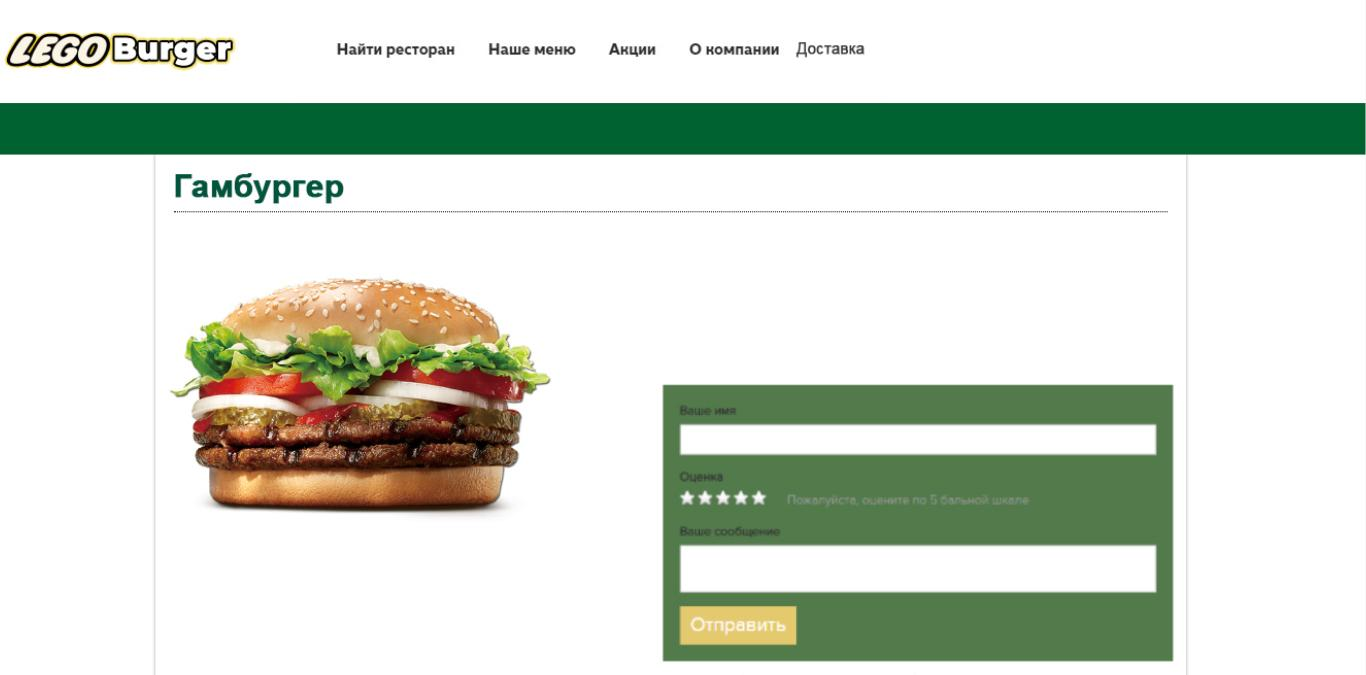 LEGO Burger
Найти ресторан Наше меню Акции О компании Доставка
Гамбургер
Ваше имя
Оценка
Пожалуйста, оцените по 5 бальной шкале
Ваше сообщение
Отправить